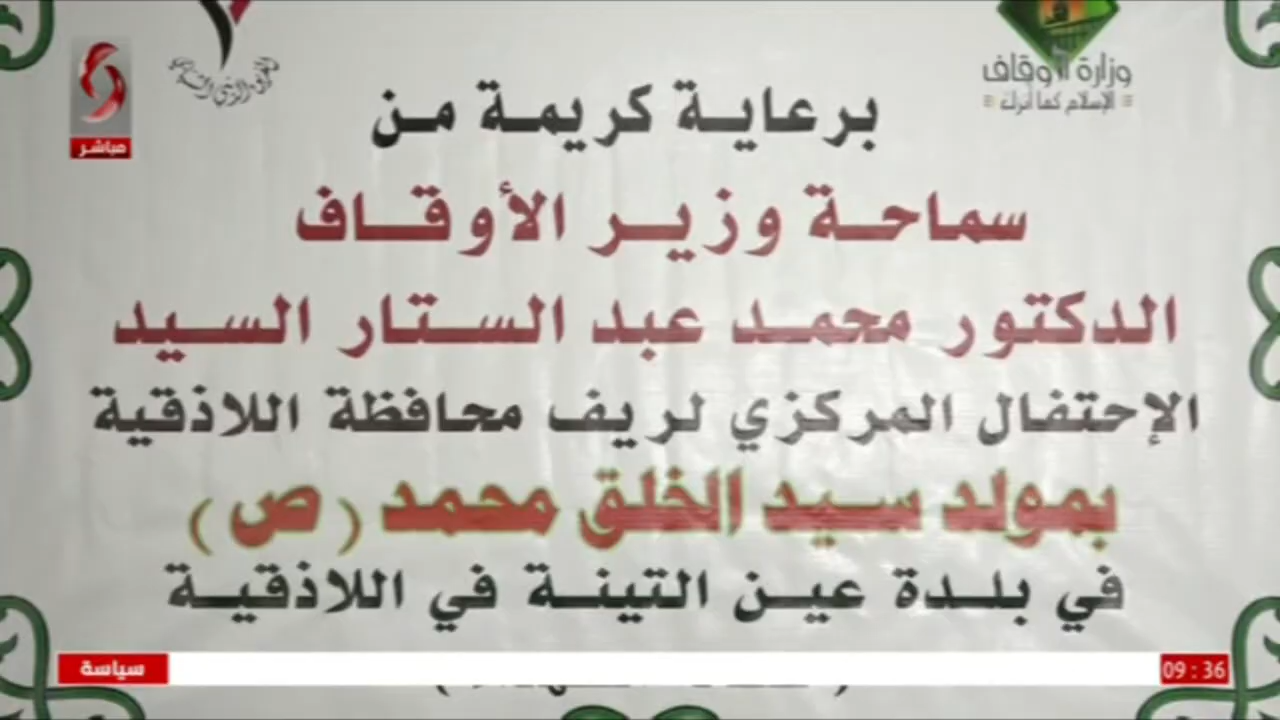 وزارة الأوقاف
الإسلام كما أنزل
مباشر
برعاية كريمة من
سماحة وزير الأوقاف
الدكتور محمد عبد الستار السيد
الإحتفال المركزي لريف محافظة اللاذقية
بمولد سيد الخلق محمد ( ص )
في بلدة عين التينة في اللاذقية
سياسة
09 : 36